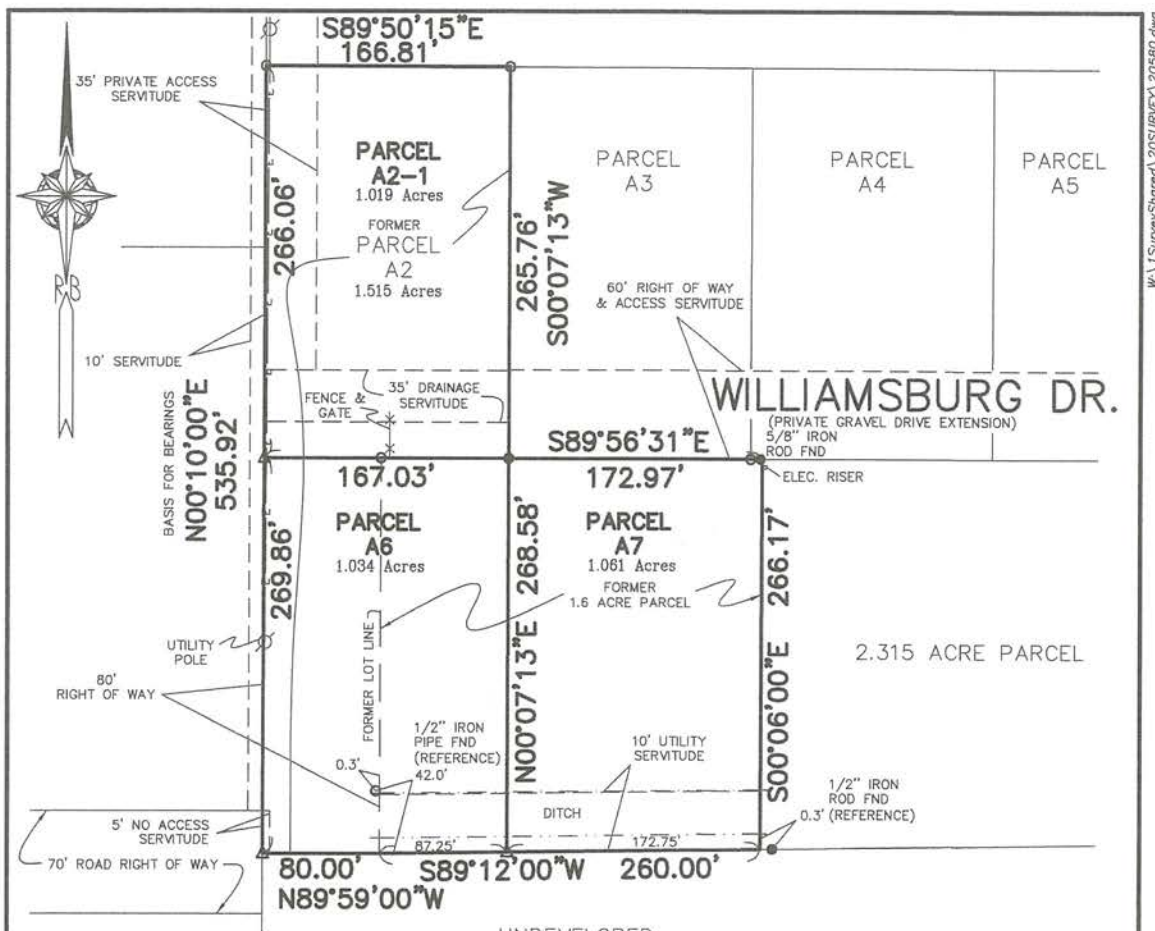 S89°50'15"E
166.81'
W:\1SurveyShared\20SURVEY\20580.dwg
35' PRIVATE ACCESS
SERVITUDE
PARCEL
A2-1
1.019 Acres
FORMER
PARCEL
A2
1.515 Acres
PARCEL
A3
PARCEL
A4
PARCEL
A5
266.06'
265.76'
S00°07'13"W
RB
60' RIGHT OF WAY
& ACCESS SERVITUDE
10' SERVITUDE
FENCE &
GATE
35' DRAINAGE
SERVITUDE
WILLIAMSBURG DR.
(PRIVATE GRAVEL DRIVE EXTENSION)
5/8" IRON
ROD FND
ELEC. RISER
BASIS FOR BEARINGS
N00°10'00"E
535.92'
S89°56'31"E
167.03'
172.97'
PARCEL
A6
1.034 Acres
PARCEL
A7
1.061 Acres
FORMER
1.6 ACRE PARCEL
269.86'
N00°07'13"E 268.58'
S00°06'00"E 266.17'
2.315 ACRE PARCEL
UTILITY
POLE
80'
RIGHT OF WAY
FORMER LOT LINE
1/2" IRON
PIPE FND
(REFERENCE)
42.0'
0.3'
10' UTILITY
SERVITUDE
DITCH
1/2" IRON
ROD FND
0.3' (REFERENCE)
5' NO ACCESS
SERVITUDE
70' ROAD RIGHT OF WAY
87.25'
172.75'
80.00'
S89°12'00"W
260.00'
N89°59'00"W
UNDEVELOPED